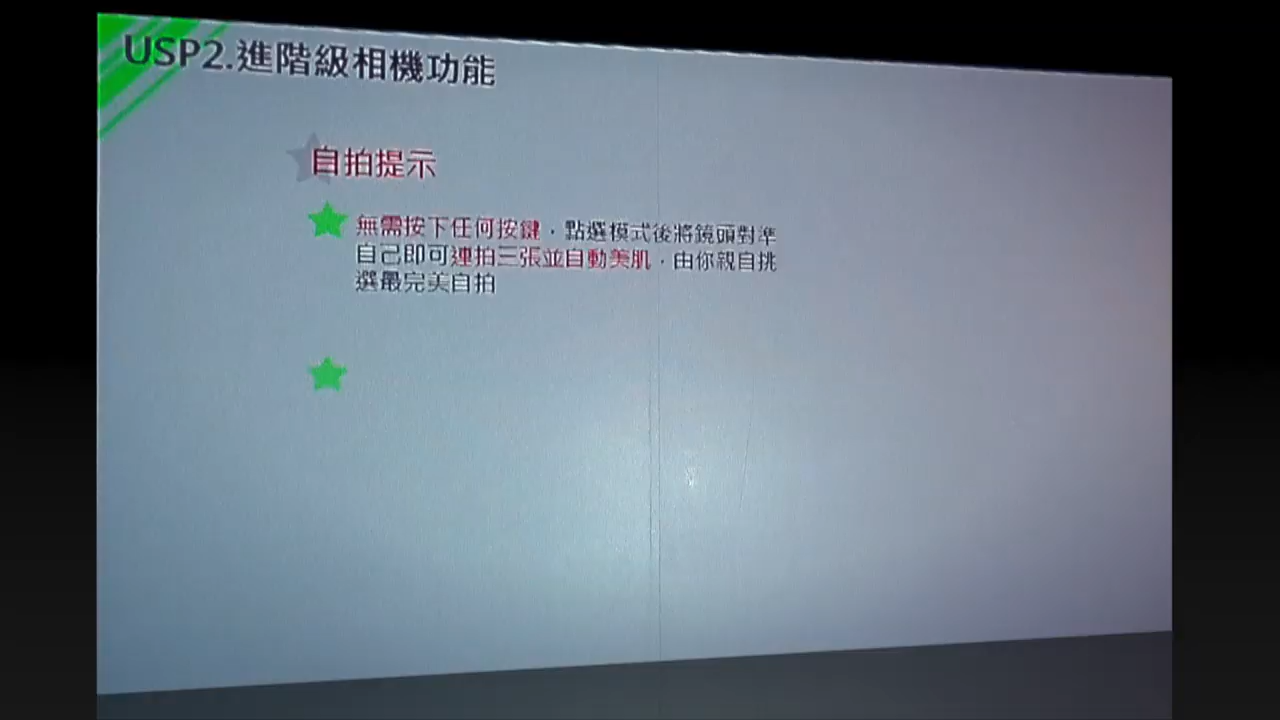 USP2.進階級相機功能
自拍提示
無需按下任何按鍵，點選模式後將鏡頭對準
自己即可連拍三張並自動美肌，由你親自挑
選最完美自拍